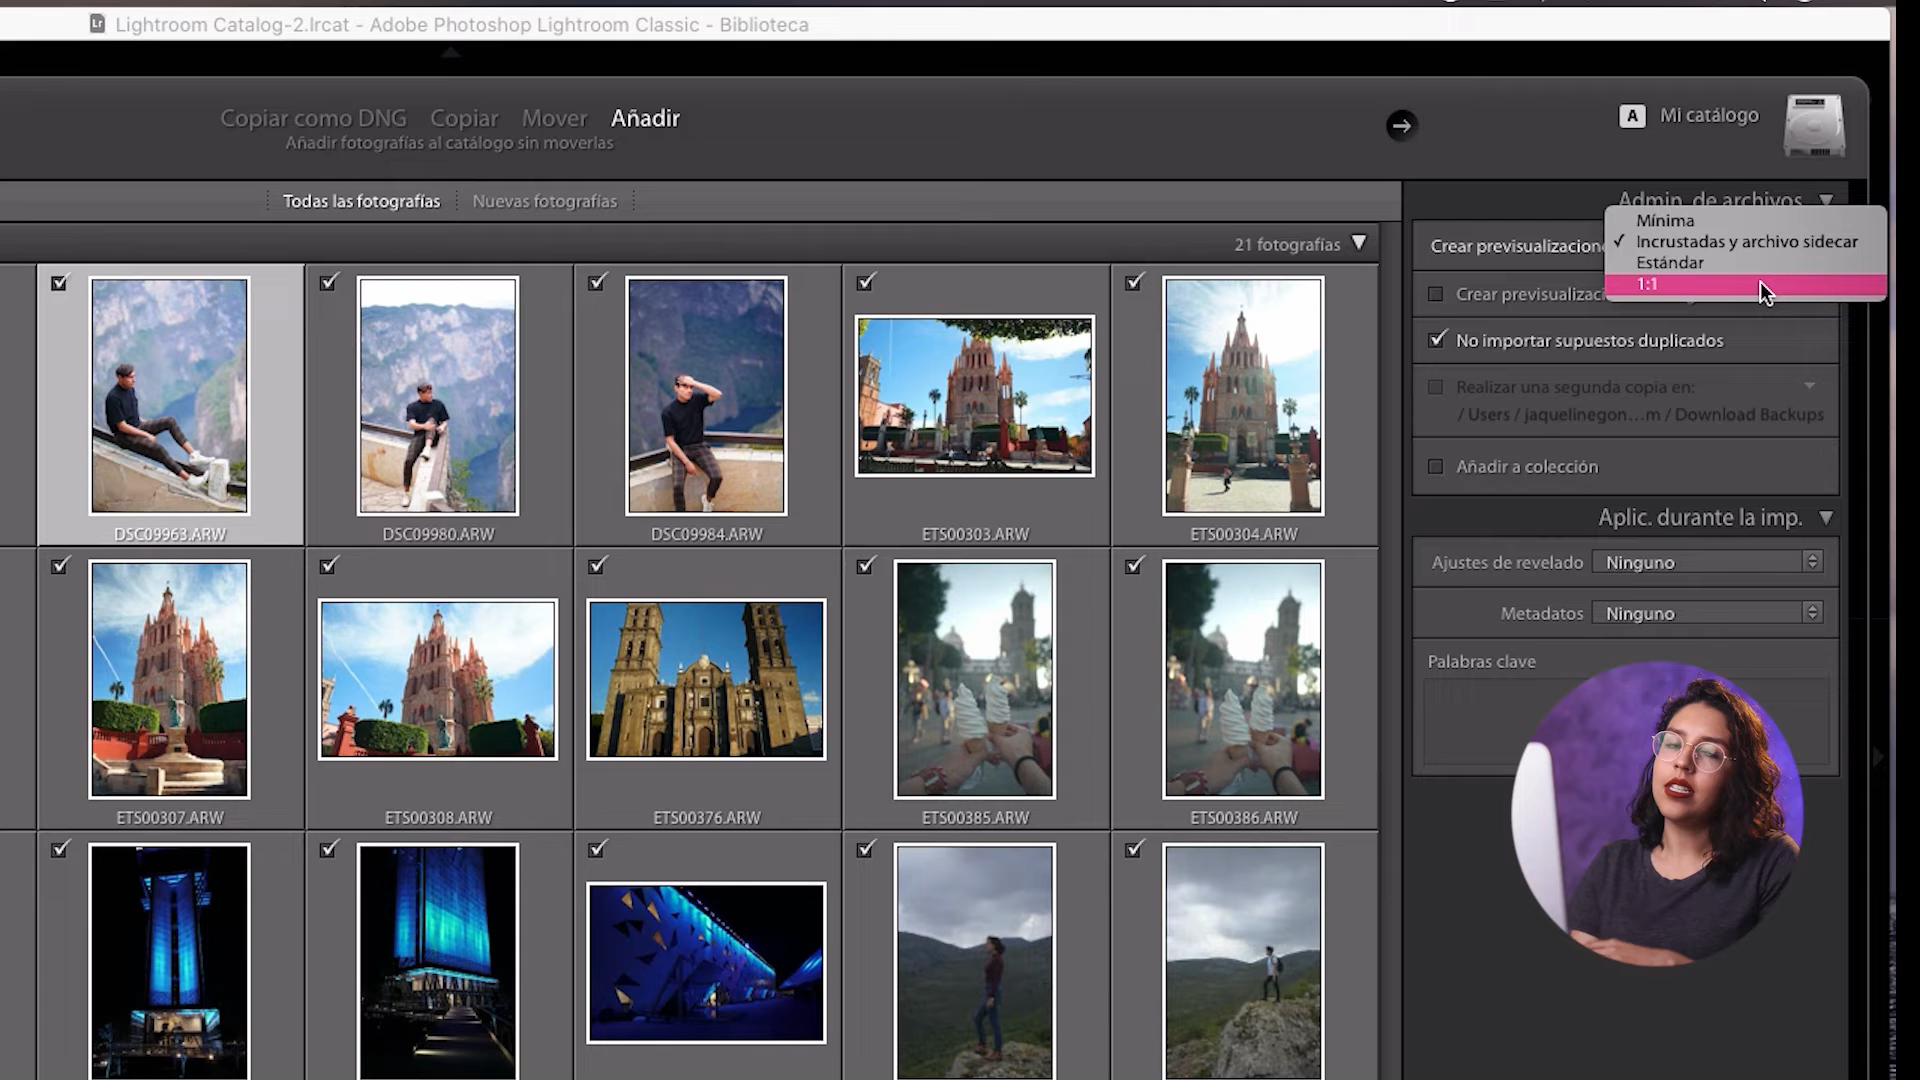 Lightroom Catalog-2.lrcat - Adobe Photoshop Lightroom Classic - Biblioteca
Copiar como DNG Copiar Mover Añadir
Añadir fotografías al catálogo sin moverlas
A Mi catálogo
Todas las fotografías Nuevas fotografías
21 fotografías
DSC09963.ARW DSC09980.ARW DSC09984.ARW ETS00303.ARW ETS00304.ARW
ETS00307.ARW ETS00308.ARW ETS00376.ARW ETS00385.ARW ETS00386.ARW
Admin. de archivos
Mínima
Crear previsualizacion
Incrustadas y archivo sidecar
Estándar
1:1
Crear previsualizaci
No importar supuestos duplicados
Realizar una segunda copia en:
/ Users / jaquelinegon...m / Download Backups
Añadir a colección
Aplic. durante la imp.
Ajustes de revelado Ninguno
Metadatos Ninguno
Palabras clave